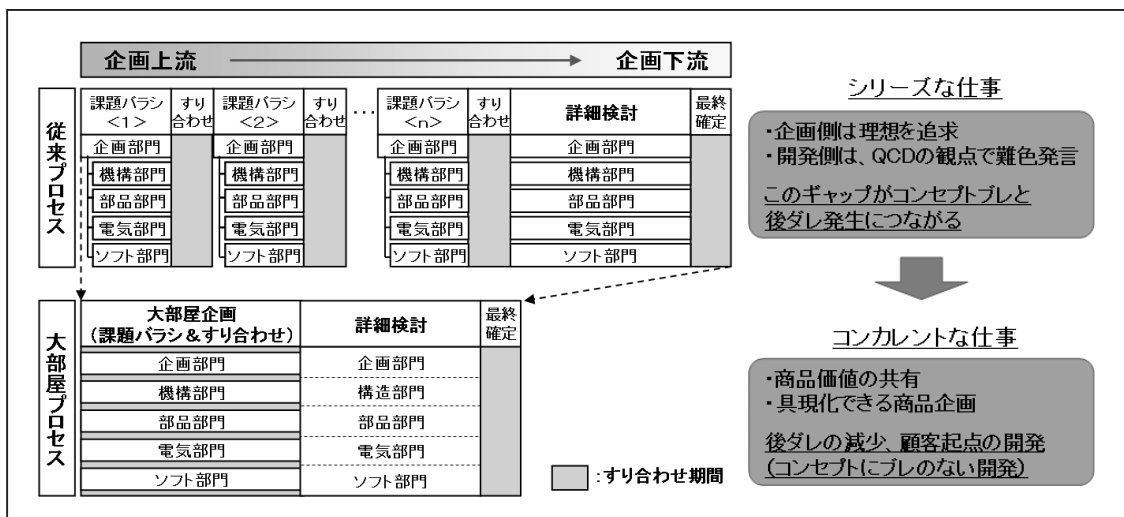 企画上流
企画下流
従来プロセス
課題バラシ
<1>
すり
合わせ
課題バラシ
<2>
すり
合わせ
…
課題バラシ
<n>
すり
合わせ
詳細検討
最終
確定
企画部門
企画部門
企画部門
企画部門
機構部門
機構部門
機構部門
機構部門
部品部門
部品部門
部品部門
部品部門
電気部門
電気部門
電気部門
電気部門
ソフト部門
ソフト部門
ソフト部門
ソフト部門
大部屋プロセス
大部屋企画
(課題バラシ&すり合わせ)
詳細検討
最終
確定
企画部門
企画部門
機構部門
構造部門
部品部門
部品部門
電気部門
電気部門
ソフト部門
ソフト部門
:すり合わせ期間
シリーズな仕事
・企画側は理想を追求
・開発側は、QCDの観点で難色発言
このギャップがコンセプトブレと
後ダレ発生につながる
コンカレントな仕事
・商品価値の共有
・具現化できる商品企画
後ダレの減少、顧客起点の開発
(コンセプトにブレのない開発)